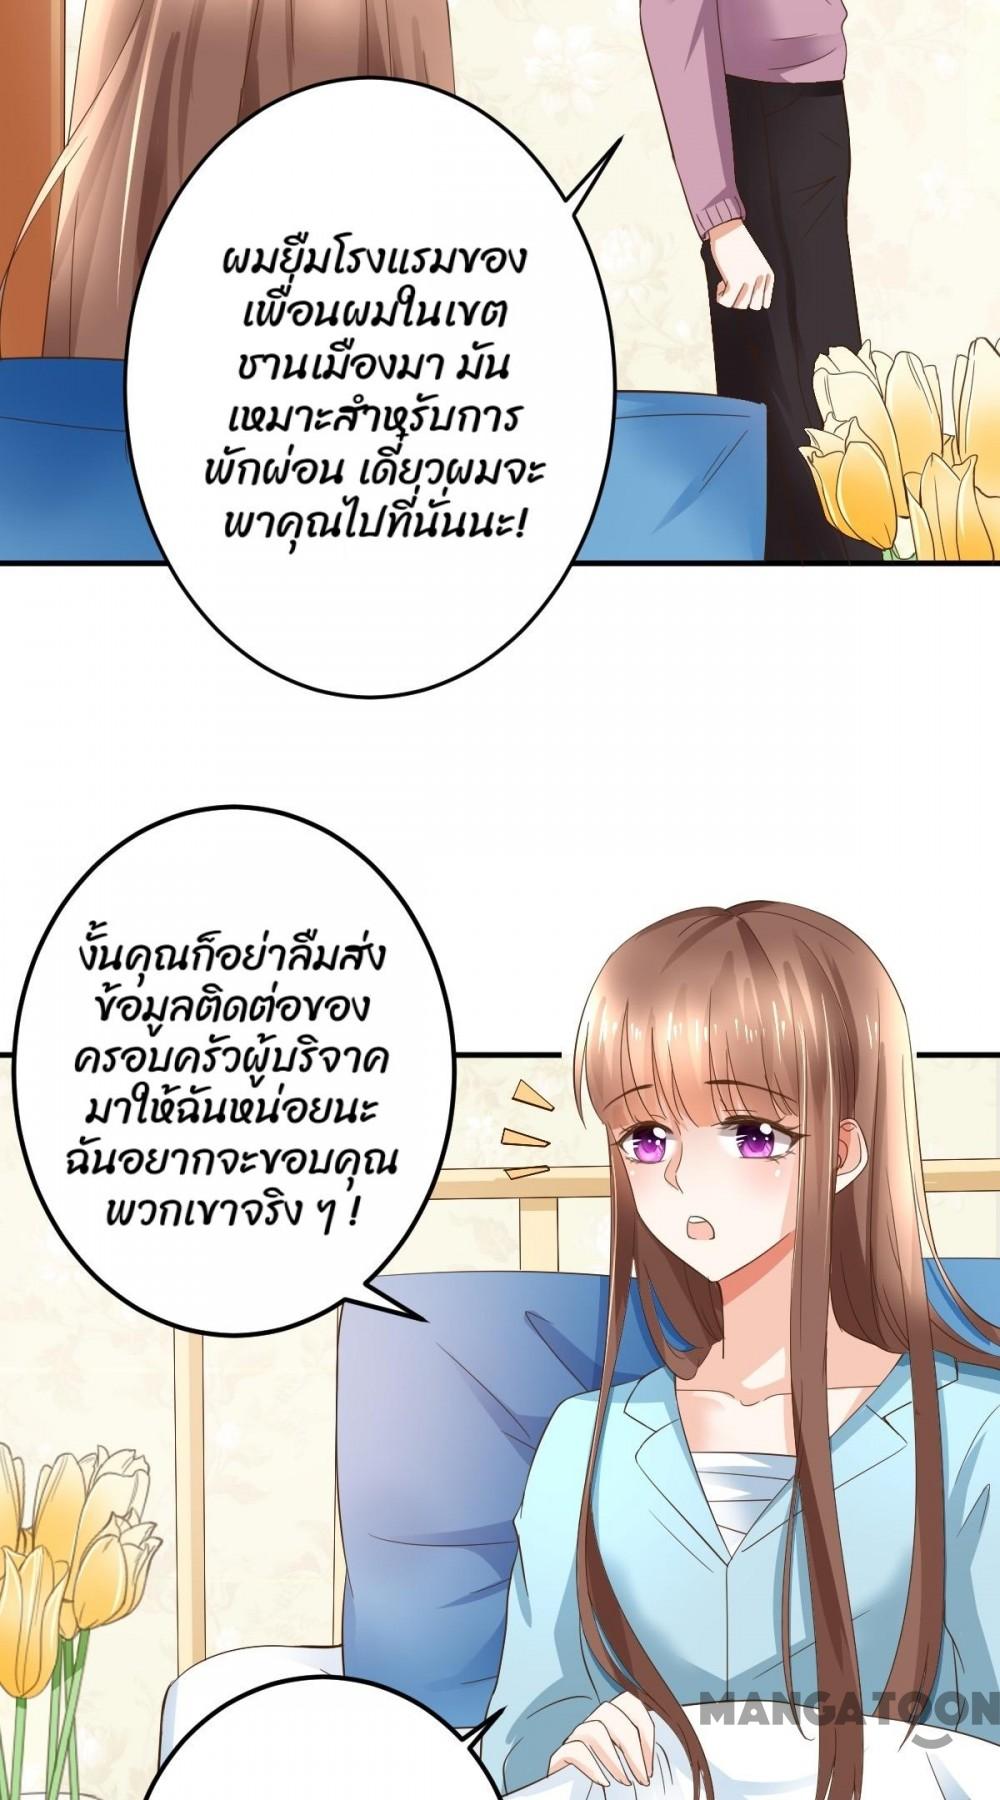 ผมยืมโรงแรมของ
เพื่อนผมในเขต
ชานเมืองมา มัน
เหมาะสำหรับการ
พักผ่อน เดี๋ยวผมจะ
พาคุณไปที่นั่นนะ!
งั้นคุณก็อย่าลืมส่ง
ข้อมูลติดต่อของ
ครอบครัวผู้บริจาค
มาให้ฉันหน่อยนะ
ฉันอยากจะขอบคุณ
พวกเขาจริง ๆ !
MANGATOON